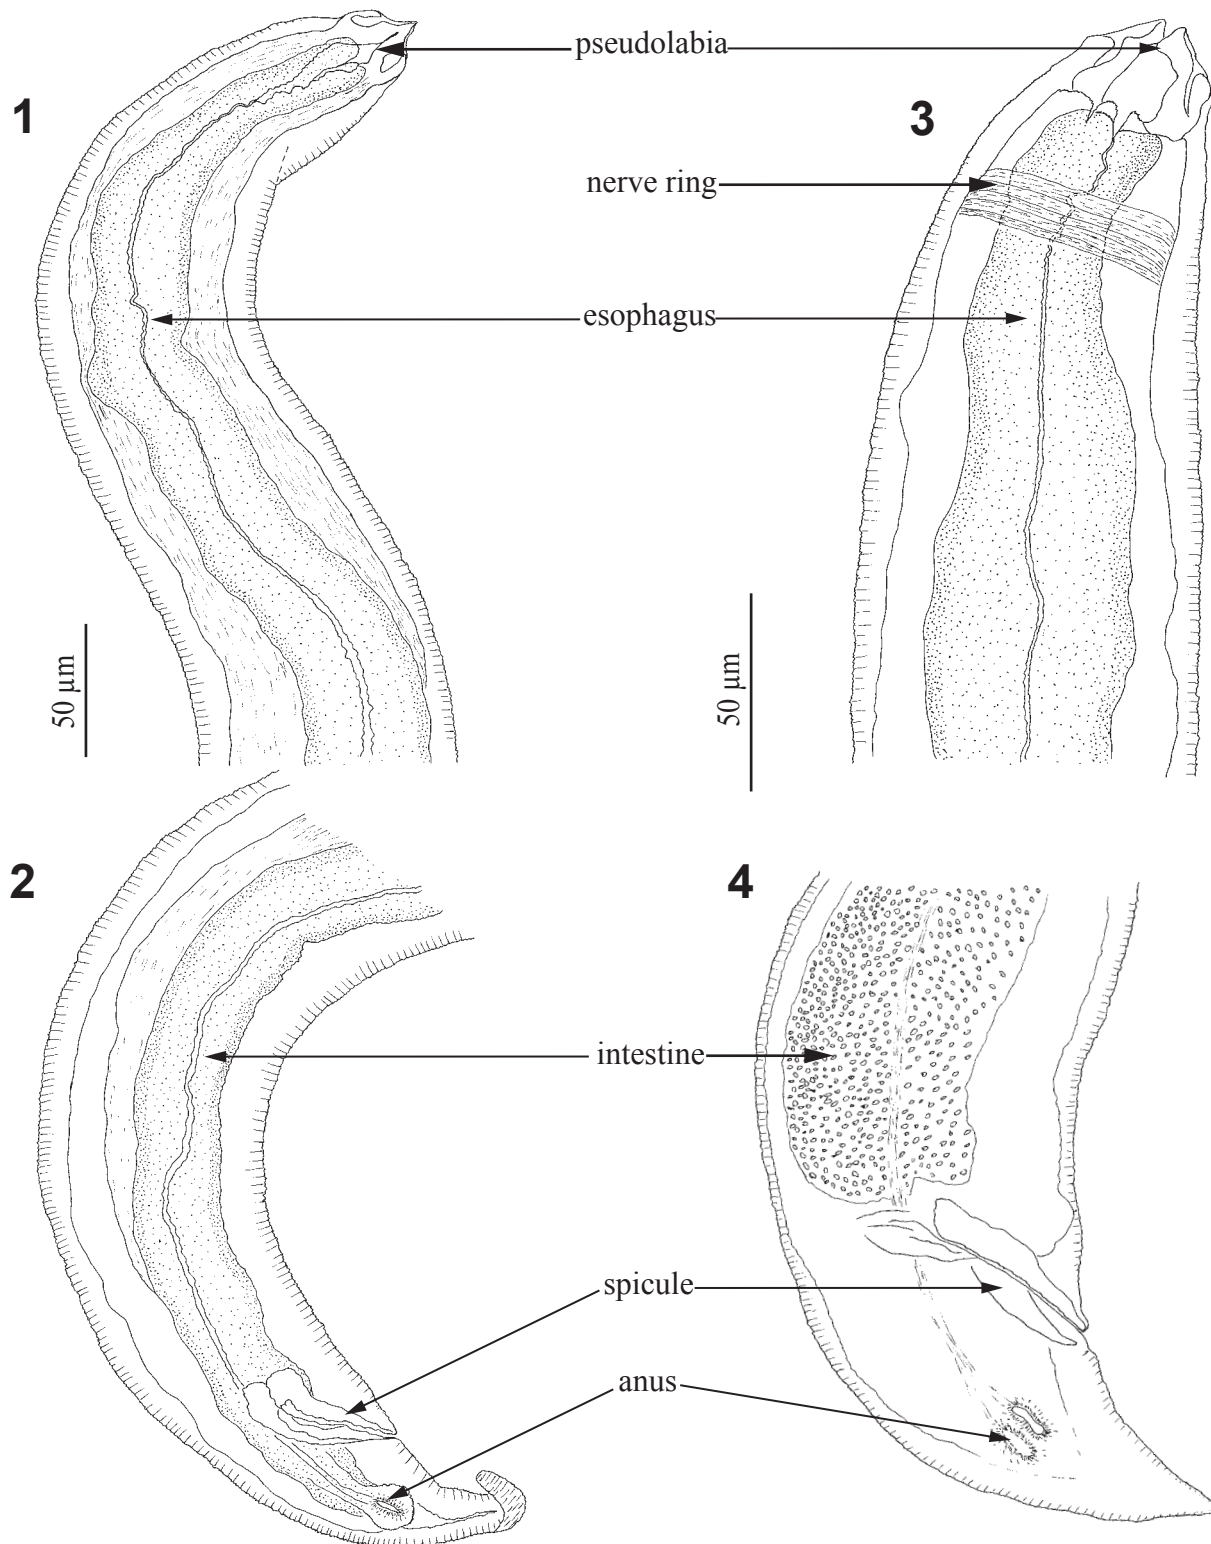 pseudolabia
1
3
nerve ring
esophagus
50 µm
50 µm
2
4
intestine
spicule
anus